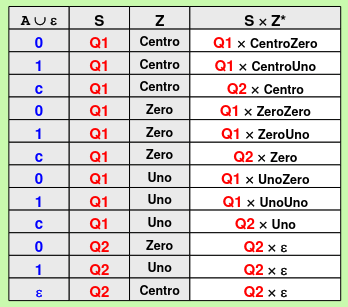 A ∪ ε S Z S × Z*
0 Q1 Centro Q1 × CentroZero
1 Q1 Centro Q1 × CentroUno
c Q1 Centro Q2 × Centro
0 Q1 Zero Q1 × ZeroZero
1 Q1 Zero Q1 × ZeroUno
c Q1 Zero Q2 × Zero
0 Q1 Uno Q1 × UnoZero
1 Q1 Uno Q1 × UnoUno
c Q1 Uno Q2 × Uno
0 Q2 Zero Q2 × ε
1 Q2 Uno Q2 × ε
ε Q2 Centro Q2 × ε